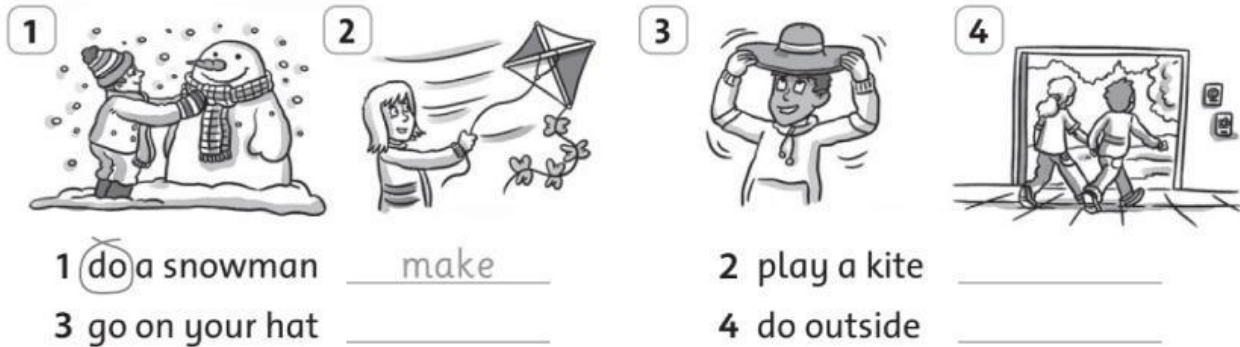 1 2 3 4
1 do a snowman make 2 play a kite
3 go on your hat 4 do outside